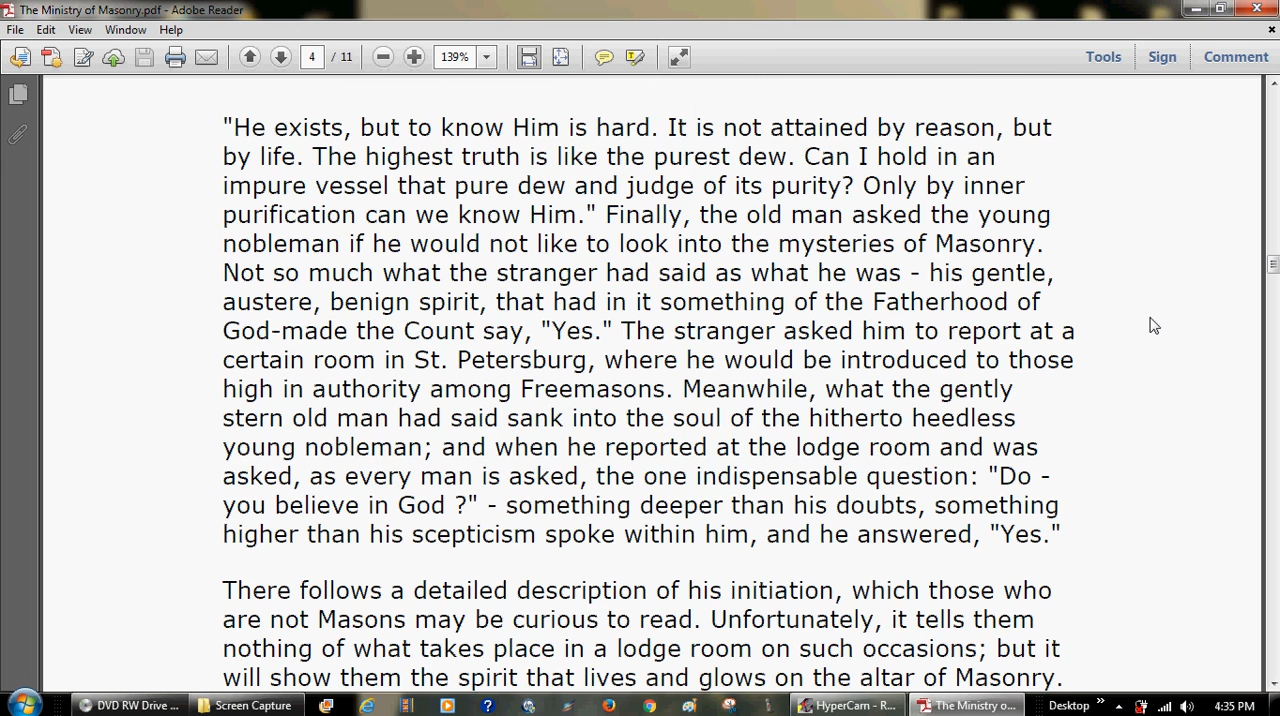 The Ministry of Masonry.pdf - Adobe Reader
File Edit View Window Help
4 / 11 139% Tools Sign Comment
"He exists, but to know Him is hard. It is not attained by reason, but
by life. The highest truth is like the purest dew. Can I hold in an
impure vessel that pure dew and judge of its purity? Only by inner
purification can we know Him." Finally, the old man asked the young
nobleman if he would not like to look into the mysteries of Masonry.
Not so much what the stranger had said as what he was - his gentle,
austere, benign spirit, that had in it something of the Fatherhood of
God-made the Count say, "Yes." The stranger asked him to report at a
certain room in St. Petersburg, where he would be introduced to those
high in authority among Freemasons. Meanwhile, what the gently
stern old man had said sank into the soul of the hitherto heedless
young nobleman; and when he reported at the lodge room and was
asked, as every man is asked, the one indispensable question: "Do -
you believe in God ?" - something deeper than his doubts, something
higher than his scepticism spoke within him, and he answered, "Yes."
There follows a detailed description of his initiation, which those who
are not Masons may be curious to read. Unfortunately, it tells them
nothing of what takes place in a lodge room on such occasions; but it
will show them the spirit that lives and glows on the altar of Masonry.
DVD RW Drive ... Screen Capture HyperCam - R... The Ministry o... Desktop 4:35 PM